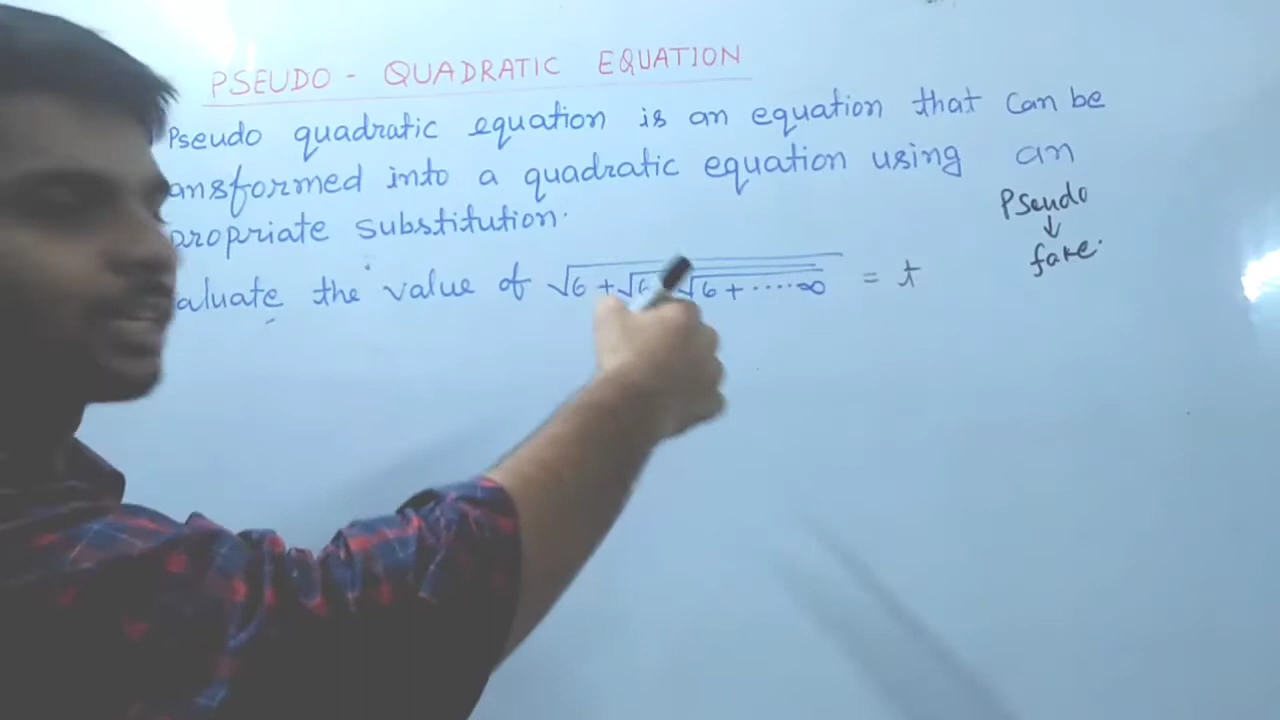 PSEUDO - QUADRATIC EQUATION
Pseudo quadratic equation is an equation that can be
ansformed into a quadratic equation using an
propriate substitution.
aluate the value of √6 + √6 √6 + ..... ∞ = t
Pseudo
↓
fake.